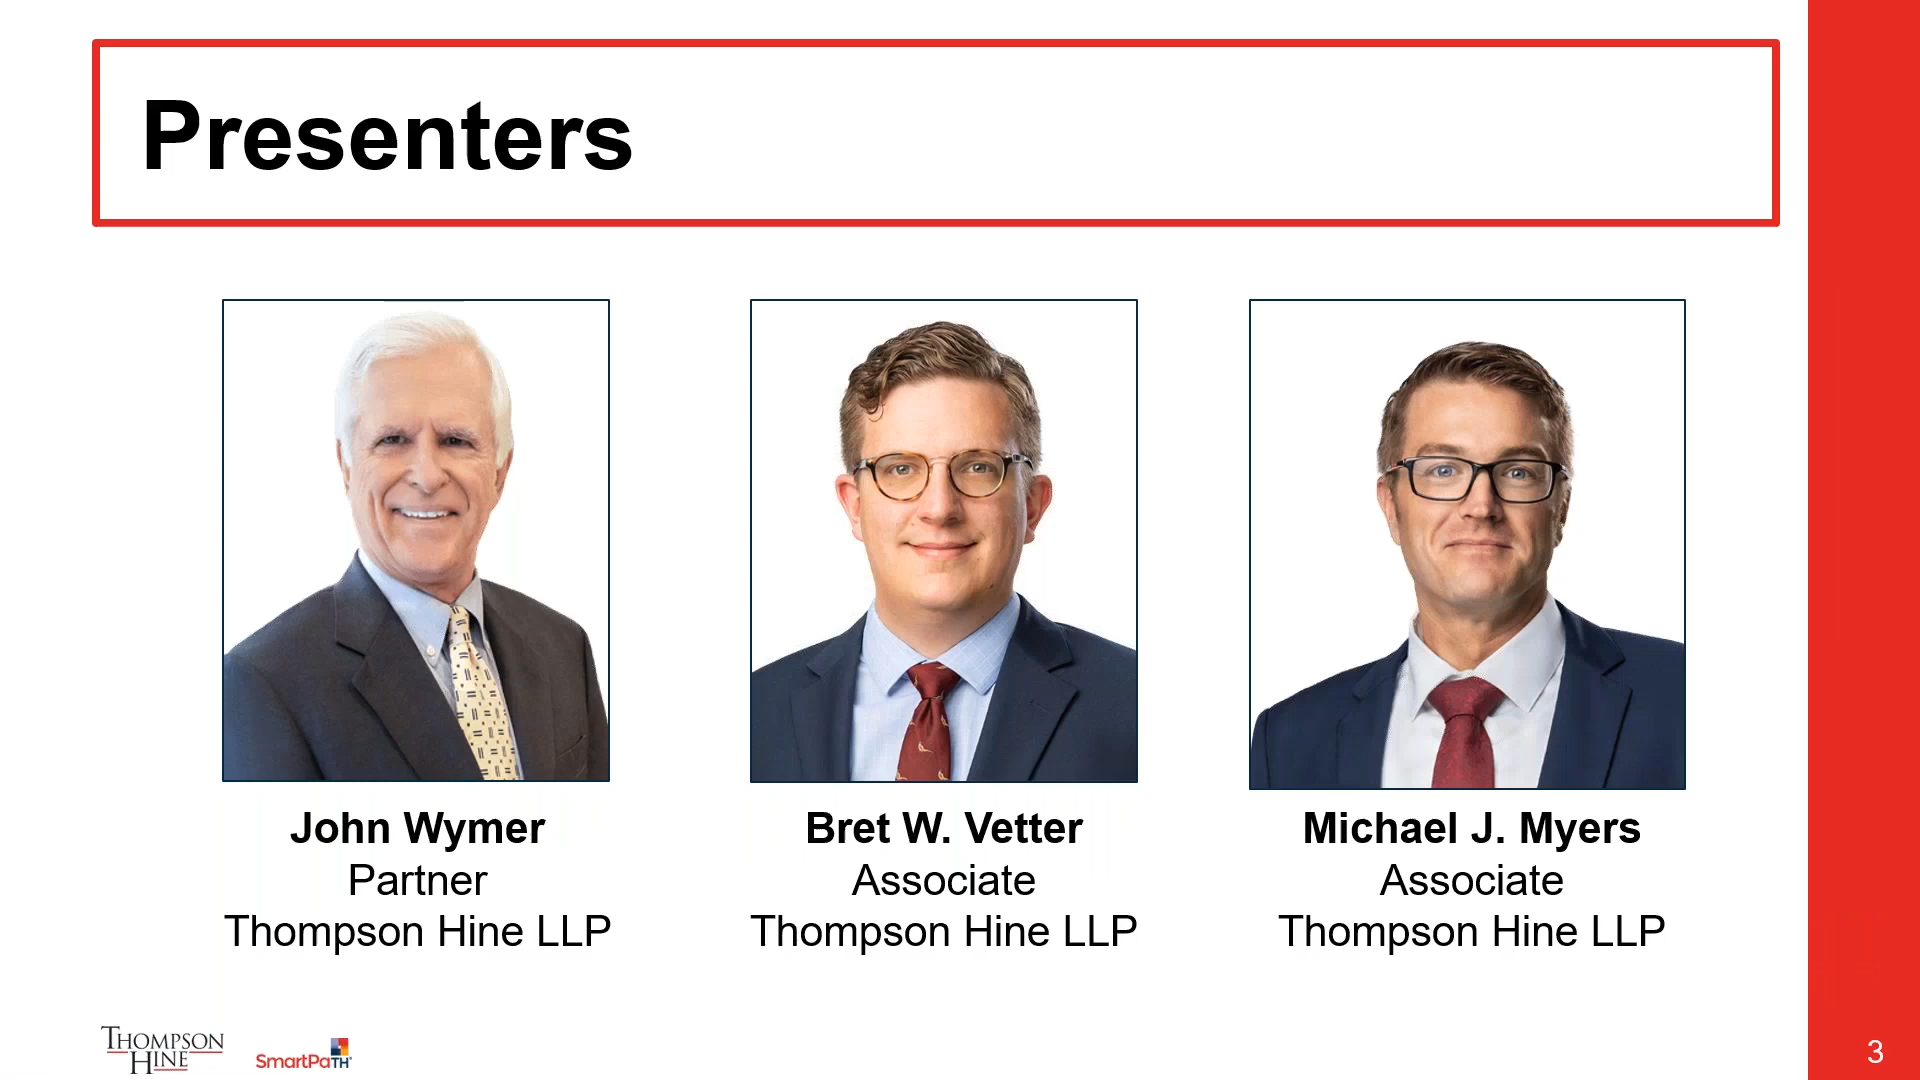 Presenters
John Wymer
Partner
Thompson Hine LLP
Bret W. Vetter
Associate
Thompson Hine LLP
Michael J. Myers
Associate
Thompson Hine LLP
THOMPSON
HINE
SmartPaTH
3